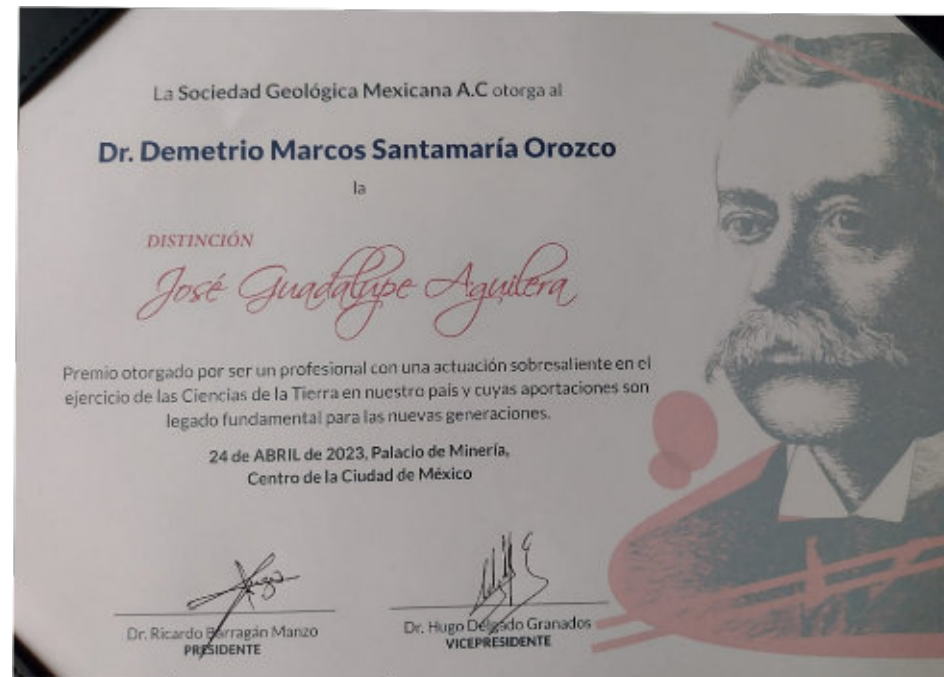 La Sociedad Geológica Mexicana A.C otorga al
Dr. Demetrio Marcos Santamaría Orozco
la
DISTINCIÓN
José Guadalupe Aguilera
Premio otorgado por ser un profesional con una actuación sobresaliente en el
ejercicio de las Ciencias de la Tierra en nuestro país y cuyas aportaciones son
legado fundamental para las nuevas generaciones.
24 de ABRIL de 2023, Palacio de Minería,
Centro de la Ciudad de México
Dr. Ricardo Barragán Manzo
PRESIDENTE
Dr. Hugo Delgado Granados
VICEPRESIDENTE